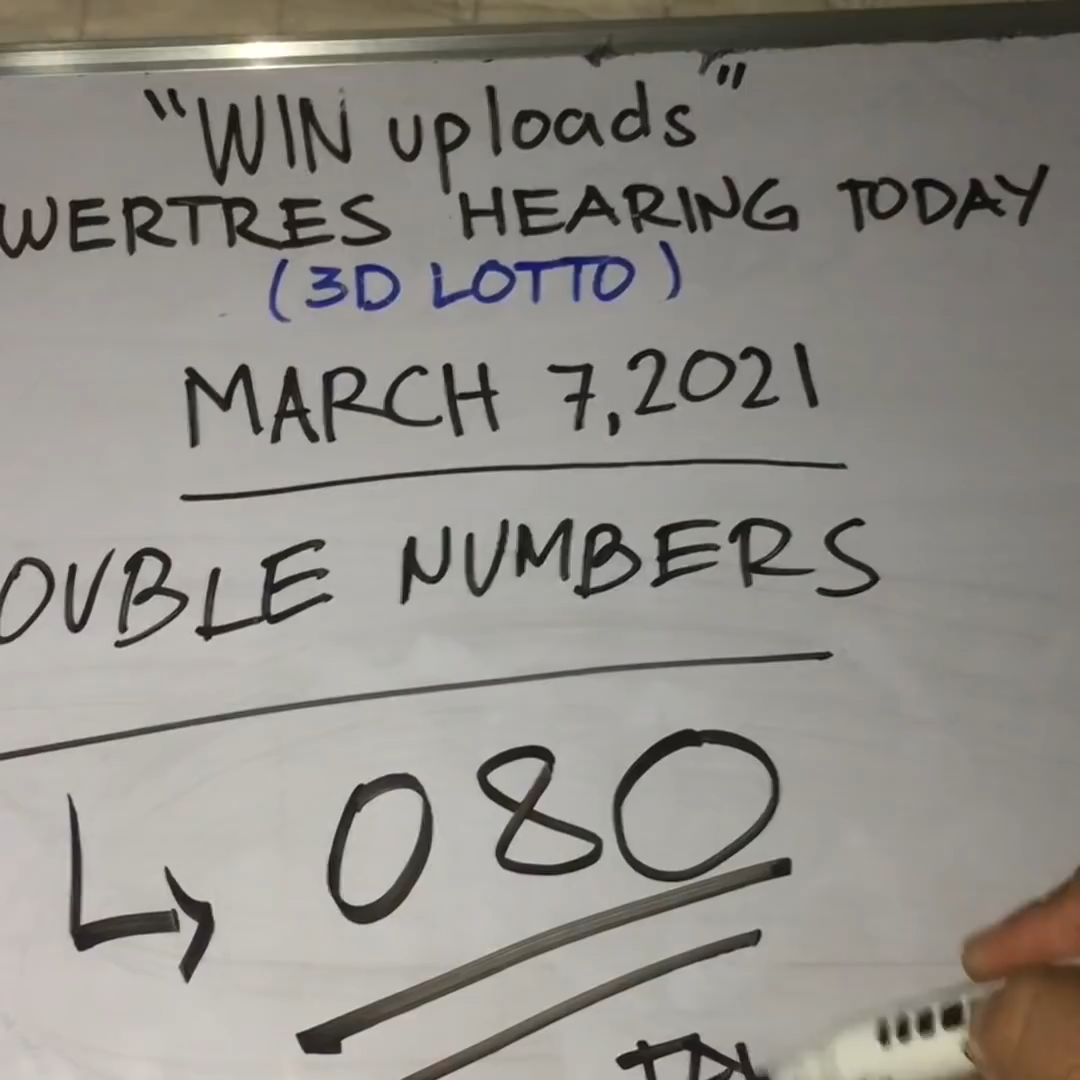 "WIN uploads"
WERTRES HEARING TODAY
(3D LOTTO)
MARCH 7,2021
OUBLE NUMBERS
080